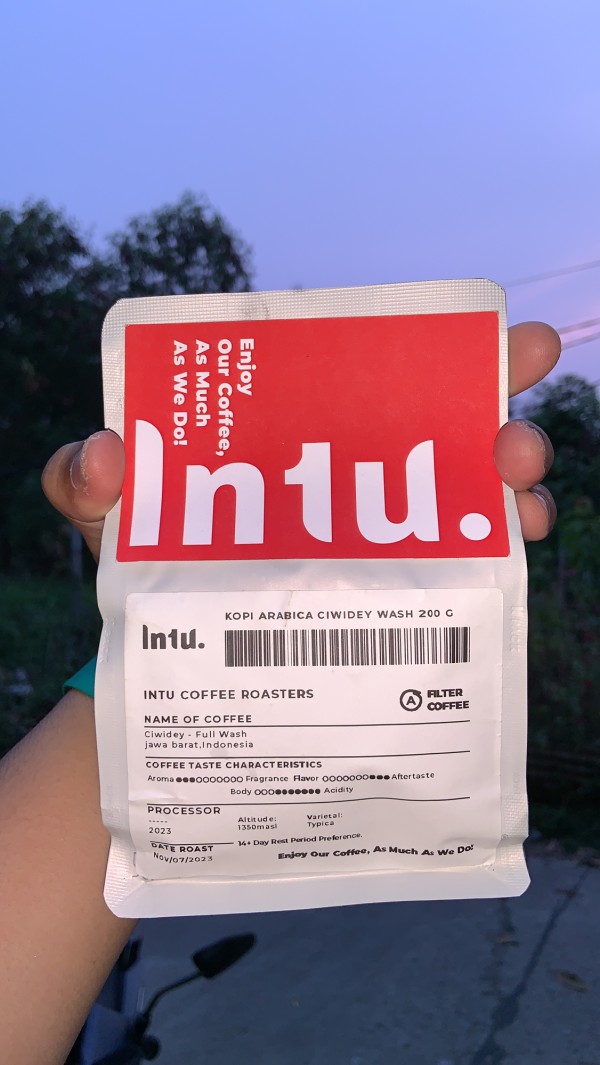 Enjoy
Our Coffee,
As Much
As We Do!
Intu.
Intu.
KOPI ARABICA CIWIDEY WASH 200 G
INTU COFFEE ROASTERS
A FILTER
COFFEE
NAME OF COFFEE
Ciwidey - Full Wash
jawa barat,Indonesia
COFFEE TASTE CHARACTERISTICS
Aroma ●●●○○○○○○○ Fragrance Flavor ○○○○○○○●●● Aftertaste
Body ○○○●●●●●●● Acidity
PROCESSOR
-----
2023
Altitude:
1350masl
Varietal:
Typica
DATE ROAST
Nov/07/2023
14+ Day Rest Period Preference.
Enjoy Our Coffee, As Much As We Do!